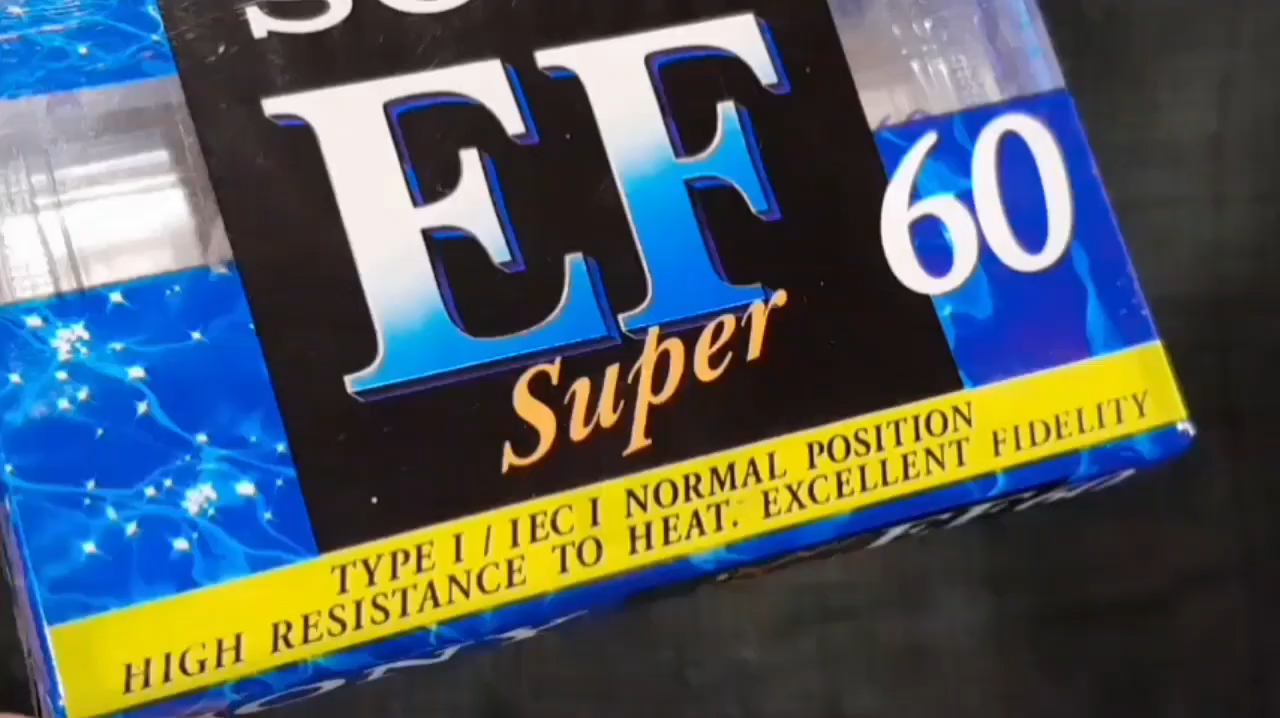 EF
60
Super
TYPE I / IEC I NORMAL POSITION
HIGH RESISTANCE TO HEAT. EXCELLENT FIDELITY